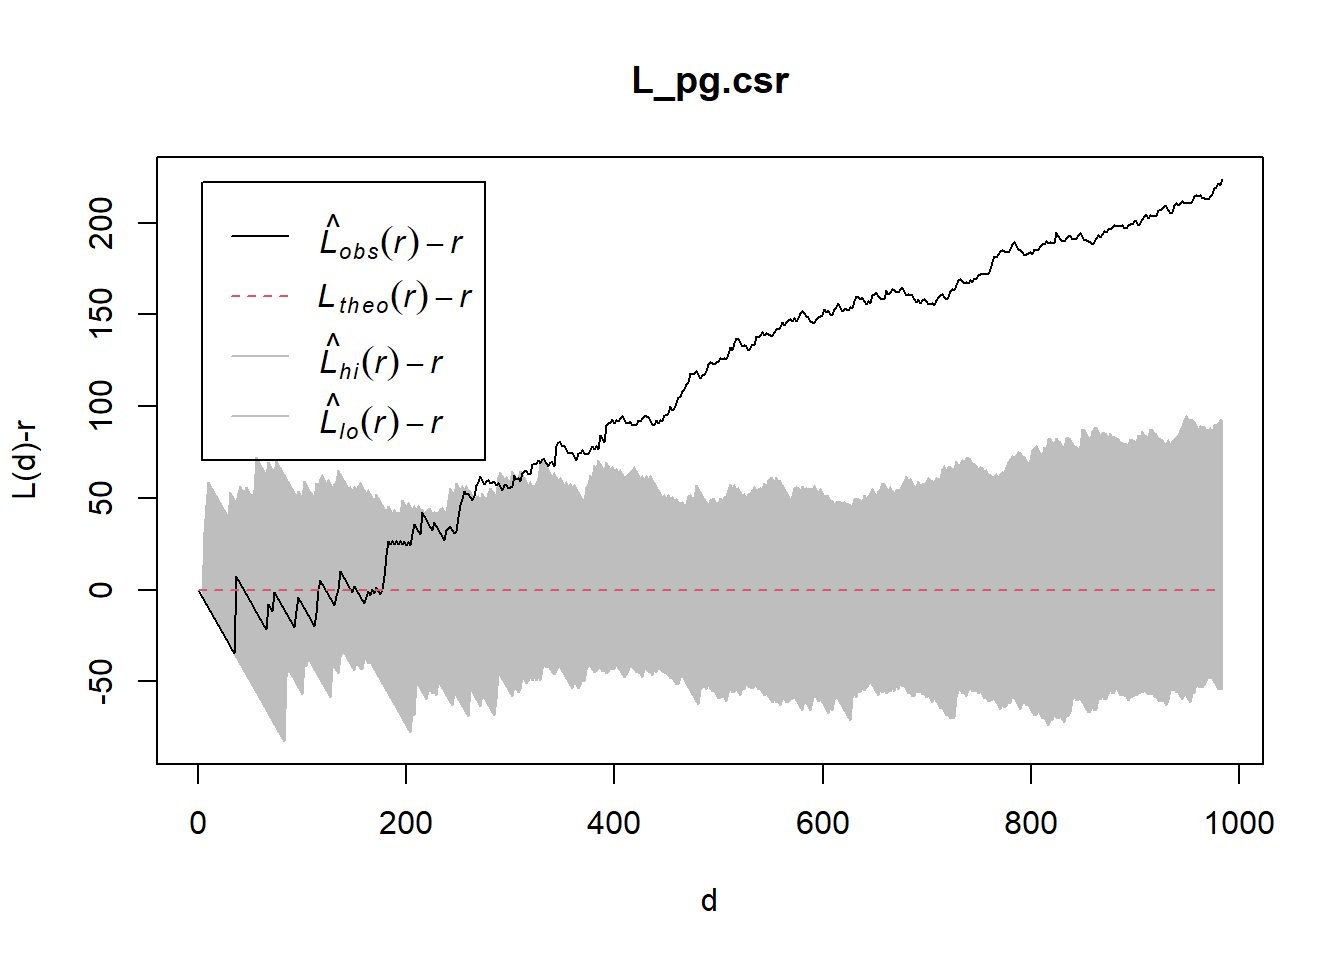 L_pg.csr
L̂obs(r) − r
Ltheo(r) − r
L̂hi(r) − r
L̂lo(r) − r
L(d)-r
200
150
100
50
0
-50
0 200 400 600 800 1000
d